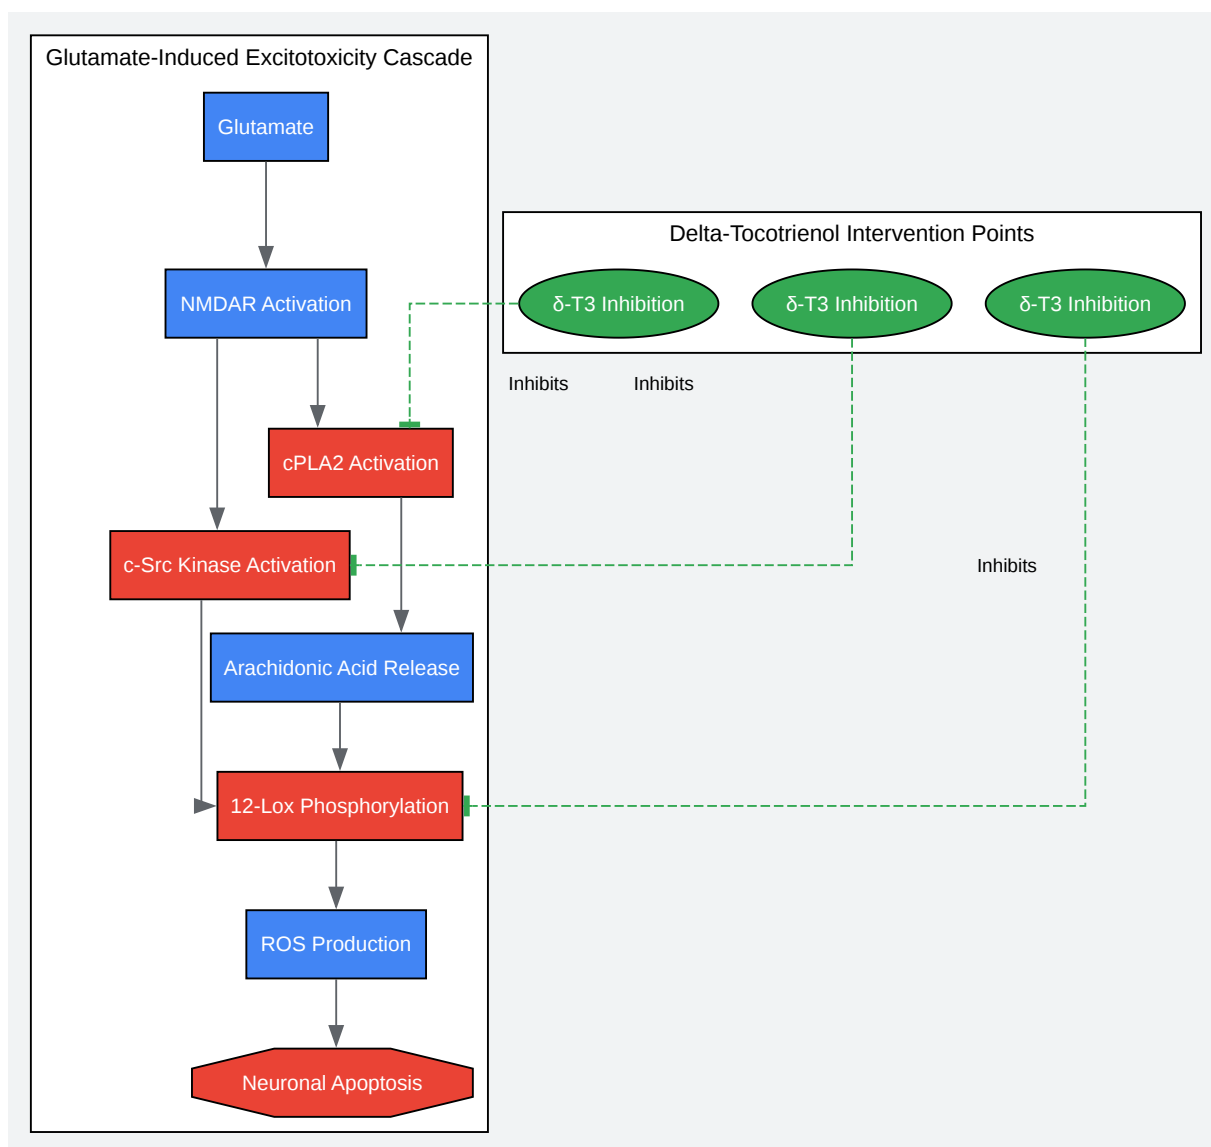 Glutamate-Induced Excitotoxicity Cascade
Glutamate
Delta-Tocotrienol Intervention Points
NMDAR Activation
δ-T3 Inhibition
δ-T3 Inhibition
δ-T3 Inhibition
Inhibits
Inhibits
cPLA2 Activation
c-Src Kinase Activation
Inhibits
Arachidonic Acid Release
12-Lox Phosphorylation
ROS Production
Neuronal Apoptosis